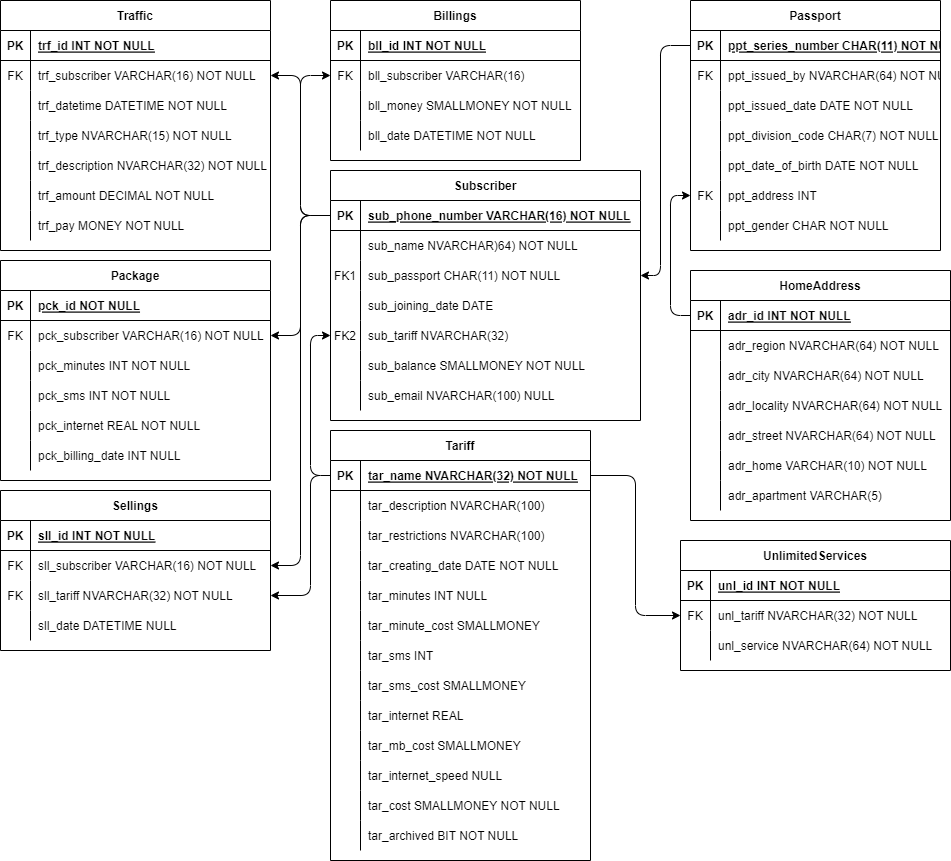 Traffic
PK trf_id INT NOT NULL
FK trf_subscriber VARCHAR(16) NOT NULL
trf_datetime DATETIME NOT NULL
trf_type NVARCHAR(15) NOT NULL
trf_description NVARCHAR(32) NOT NULL
trf_amount DECIMAL NOT NULL
trf_pay MONEY NOT NULL
Billings
PK bll_id INT NOT NULL
FK bll_subscriber VARCHAR(16)
bll_money SMALLMONEY NOT NULL
bll_date DATETIME NOT NULL
Passport
PK ppt_series_number CHAR(11) NOT N
FK ppt_issued_by NVARCHAR(64) NOT NU
ppt_issued_date DATE NOT NULL
ppt_division_code CHAR(7) NOT NULL
ppt_date_of_birth DATE NOT NULL
FK ppt_address INT
ppt_gender CHAR NOT NULL
Subscriber
PK sub_phone_number VARCHAR(16) NOT NULL
sub_name NVARCHAR)64) NOT NULL
FK1 sub_passport CHAR(11) NOT NULL
sub_joining_date DATE
FK2 sub_tariff NVARCHAR(32)
sub_balance SMALLMONEY NOT NULL
sub_email NVARCHAR(100) NULL
Package
PK pck_id NOT NULL
FK pck_subscriber VARCHAR(16) NOT NULL
pck_minutes INT NOT NULL
pck_sms INT NOT NULL
pck_internet REAL NOT NULL
pck_billing_date INT NULL
HomeAddress
PK adr_id INT NOT NULL
adr_region NVARCHAR(64) NOT NULL
adr_city NVARCHAR(64) NOT NULL
adr_locality NVARCHAR(64) NOT NULL
adr_street NVARCHAR(64) NOT NULL
adr_home VARCHAR(10) NOT NULL
adr_apartment VARCHAR(5)
Tariff
PK tar_name NVARCHAR(32) NOT NULL
tar_description NVARCHAR(100)
tar_restrictions NVARCHAR(100)
tar_creating_date DATE NOT NULL
tar_minutes INT NULL
tar_minute_cost SMALLMONEY
tar_sms INT
tar_sms_cost SMALLMONEY
tar_internet REAL
tar_mb_cost SMALLMONEY
tar_internet_speed NULL
tar_cost SMALLMONEY NOT NULL
tar_archived BIT NOT NULL
Sellings
PK sll_id INT NOT NULL
FK sll_subscriber VARCHAR(16) NOT NULL
FK sll_tariff NVARCHAR(32) NOT NULL
sll_date DATETIME NULL
UnlimitedServices
PK unl_id INT NOT NULL
FK unl_tariff NVARCHAR(32) NOT NULL
unl_service NVARCHAR(64) NOT NULL